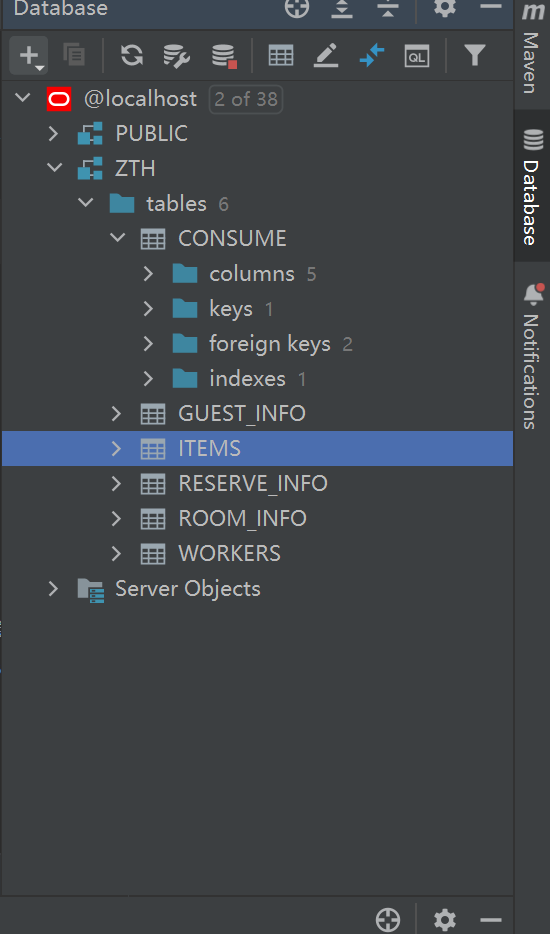 Database
@localhost 2 of 38
PUBLIC
ZTH
tables 6
CONSUME
columns 5
keys 1
foreign keys 2
indexes 1
GUEST_INFO
ITEMS
RESERVE_INFO
ROOM_INFO
WORKERS
Server Objects
QL
m
Maven
Database
Notifications